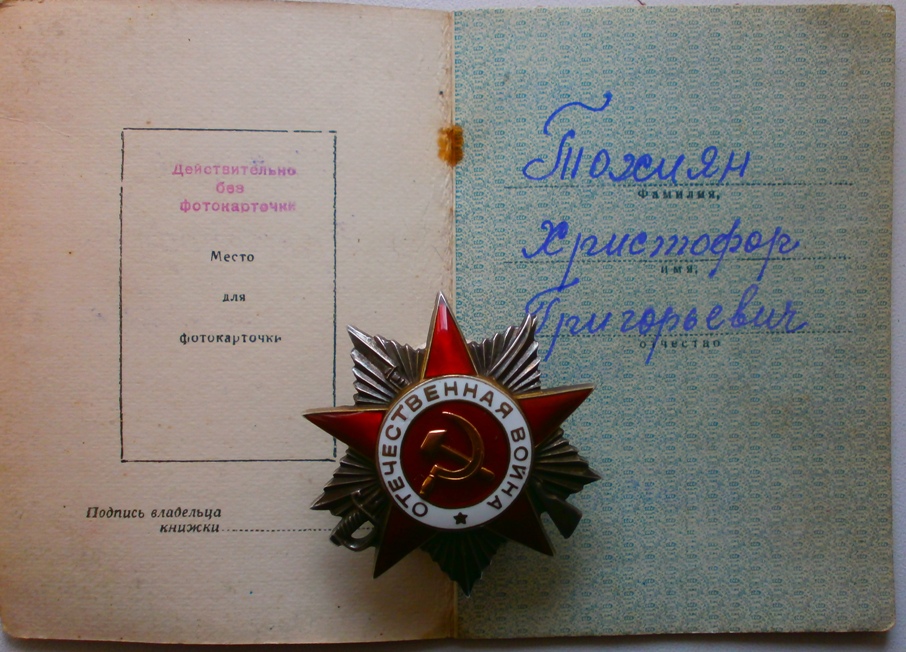 Действительно
без
фотокарточки
Место
для
фотокарточки
Подпись владельца
книжки
Тохиян
фамилия,
Христофор
имя,
Григорьевич
отчество
ОТЕЧЕСТВЕННАЯ ВОЙНА